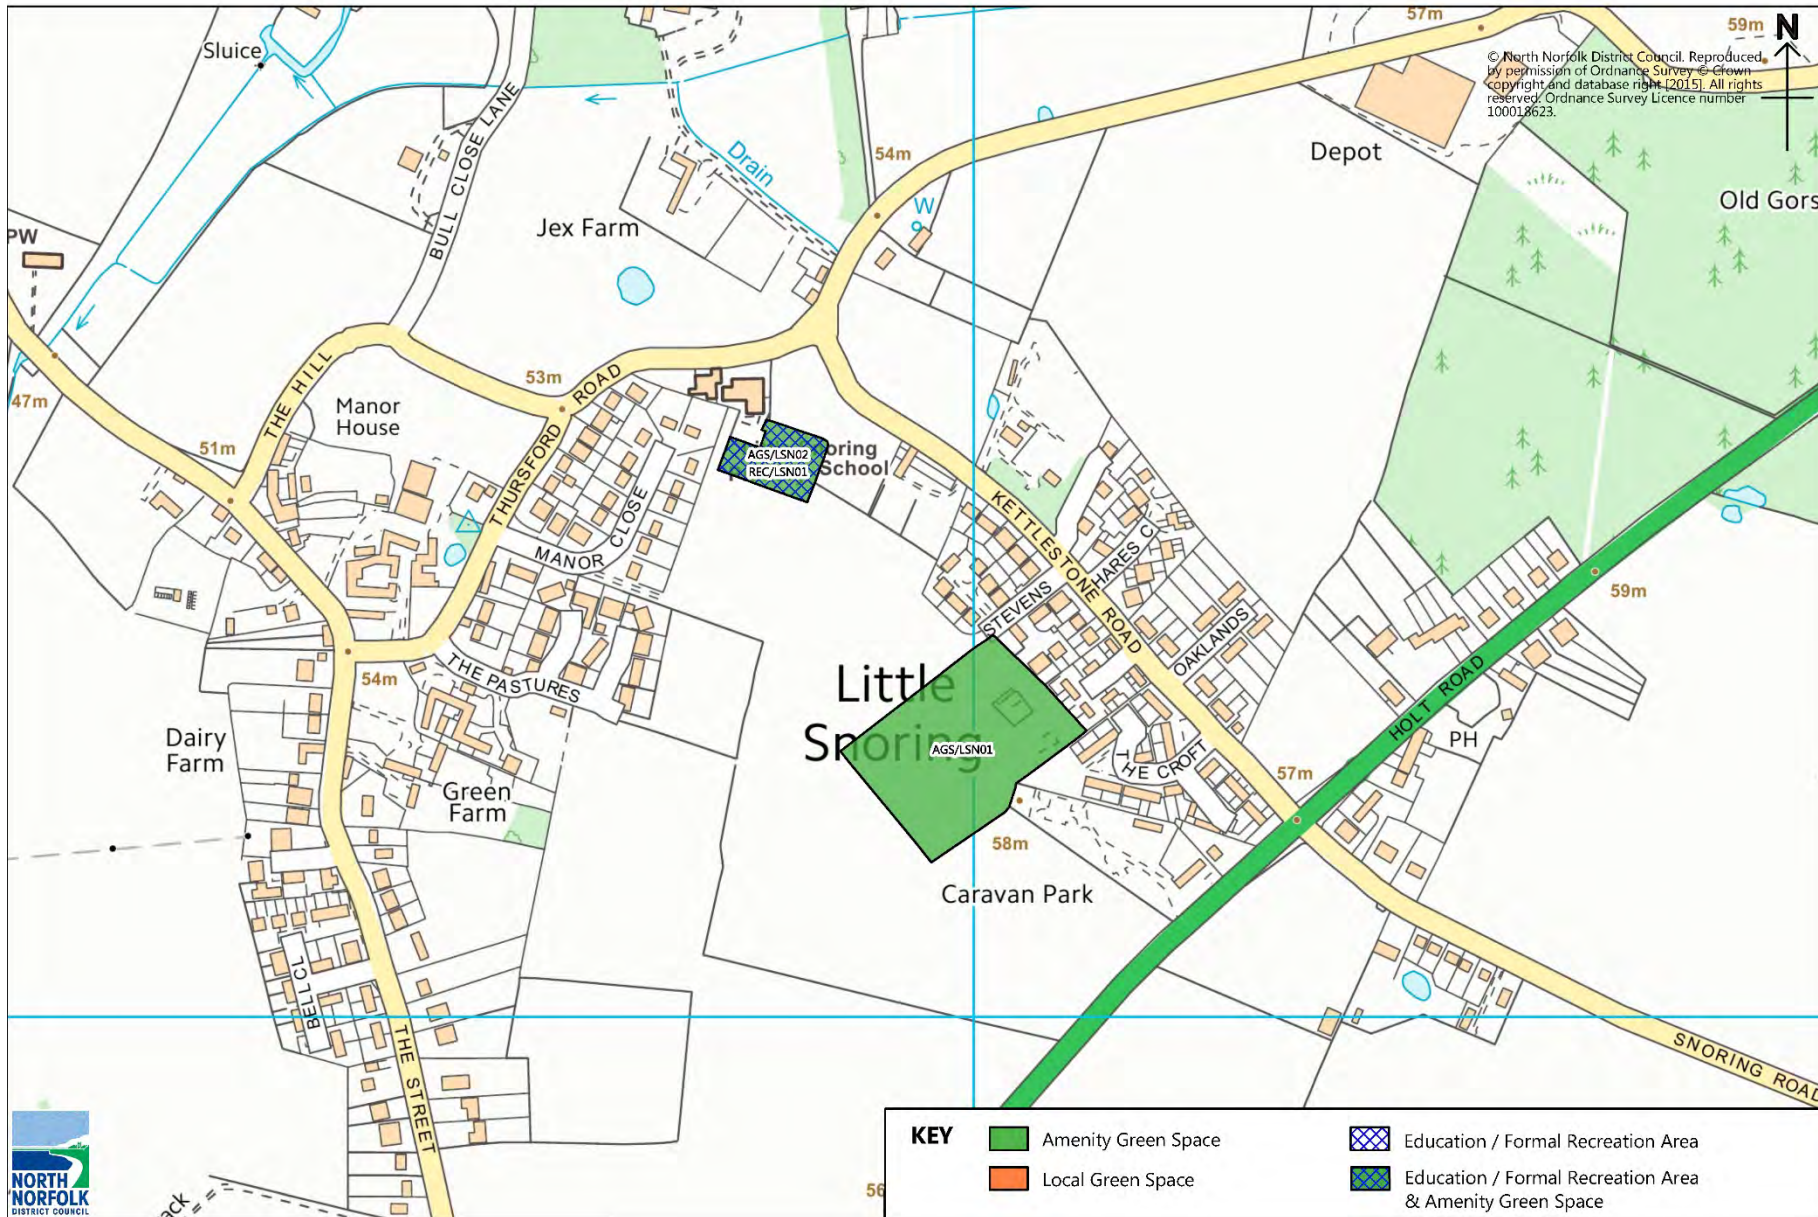 57m
59m
N
Sluice
© North Norfolk District Council. Reproduced
by permission of Ordnance Survey © Crown
copyright and database right [2015]. All rights
reserved. Ordnance Survey Licence number
100018623.
BULL CLOSE LANE
Drain
54m
Depot
W
Old Gors
Jex Farm
PW
THE HILL
53m
ROAD
47m
Manor
House
51m
THURSFORD
AGS/LSN02
REC/LSN01
oring
School
MANOR
CLOSE
KETTLESTONE ROAD
HARES C
STEVENS
59m
OAKLANDS
54m
THE PASTURES
Little
Snoring
AGS/LSN01
HOLT ROAD
PH
Dairy
Farm
THE CROFT
57m
Green
Farm
58m
Caravan Park
BELL CL
THE STREET
SNORING ROAD
56
ack
NORTH
NORFOLK
DISTRICT COUNCIL
KEY
Amenity Green Space
Education / Formal Recreation Area
Local Green Space
Education / Formal Recreation Area
& Amenity Green Space